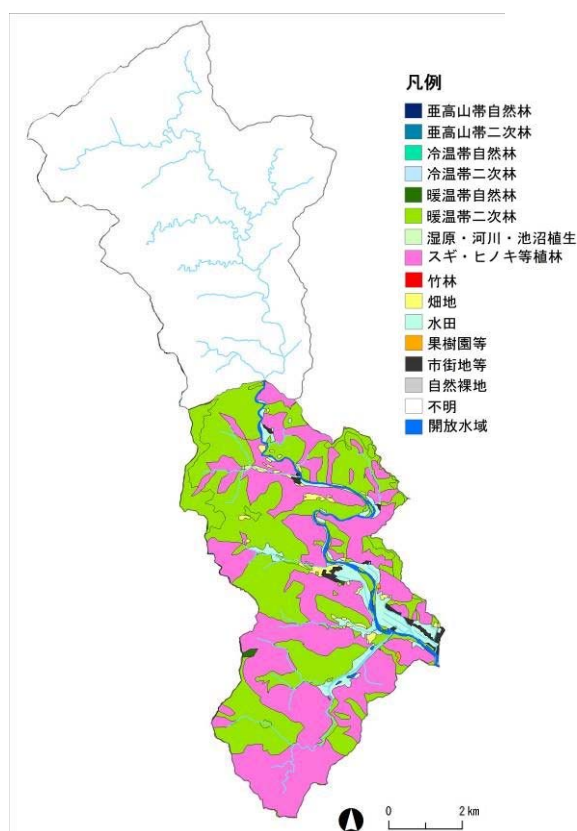 凡例
亜高山帯自然林
亜高山帯二次林
冷温帯自然林
冷温帯二次林
暖温帯自然林
暖温帯二次林
湿原・河川・池沼植生
スギ・ヒノキ等植林
竹林
畑地
水田
果樹園等
市街地等
自然裸地
不明
開放水域
0 2 km